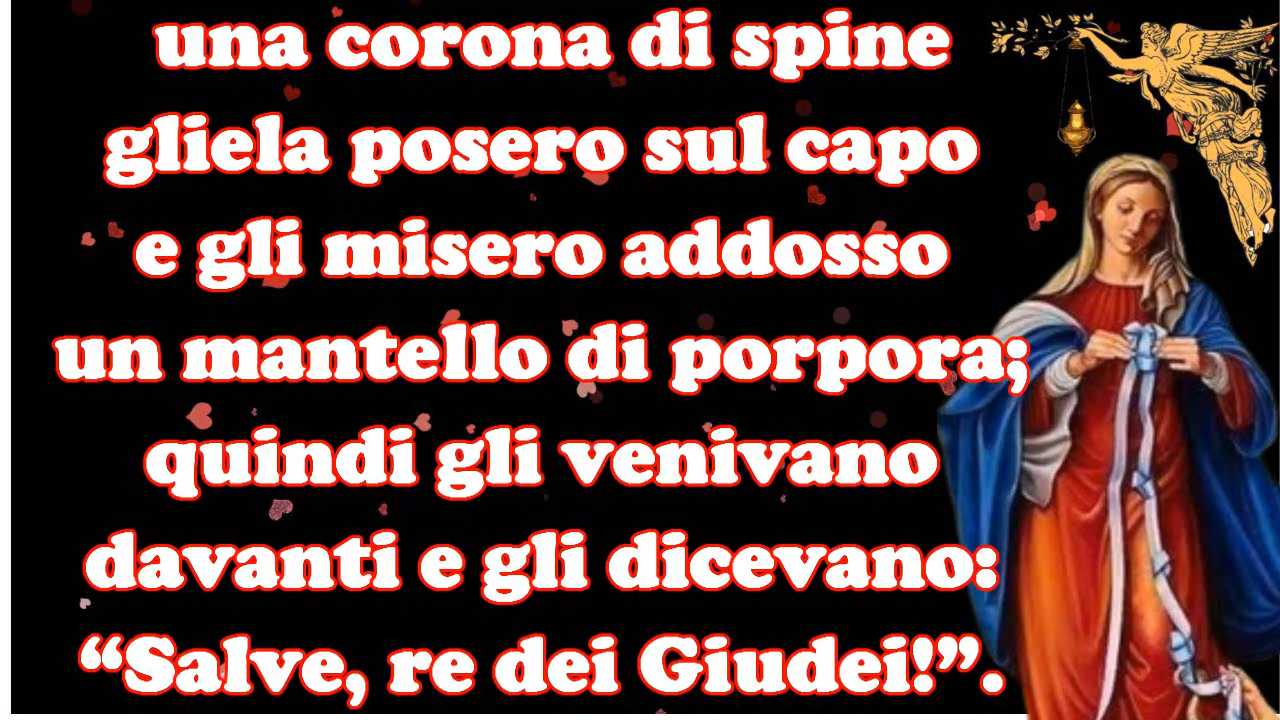 una corona di spine
gliela posero sul capo
e gli misero addosso
un mantello di porpora;
quindi gli venivano
davanti e gli dicevano:
“Salve, re dei Giudei!”.